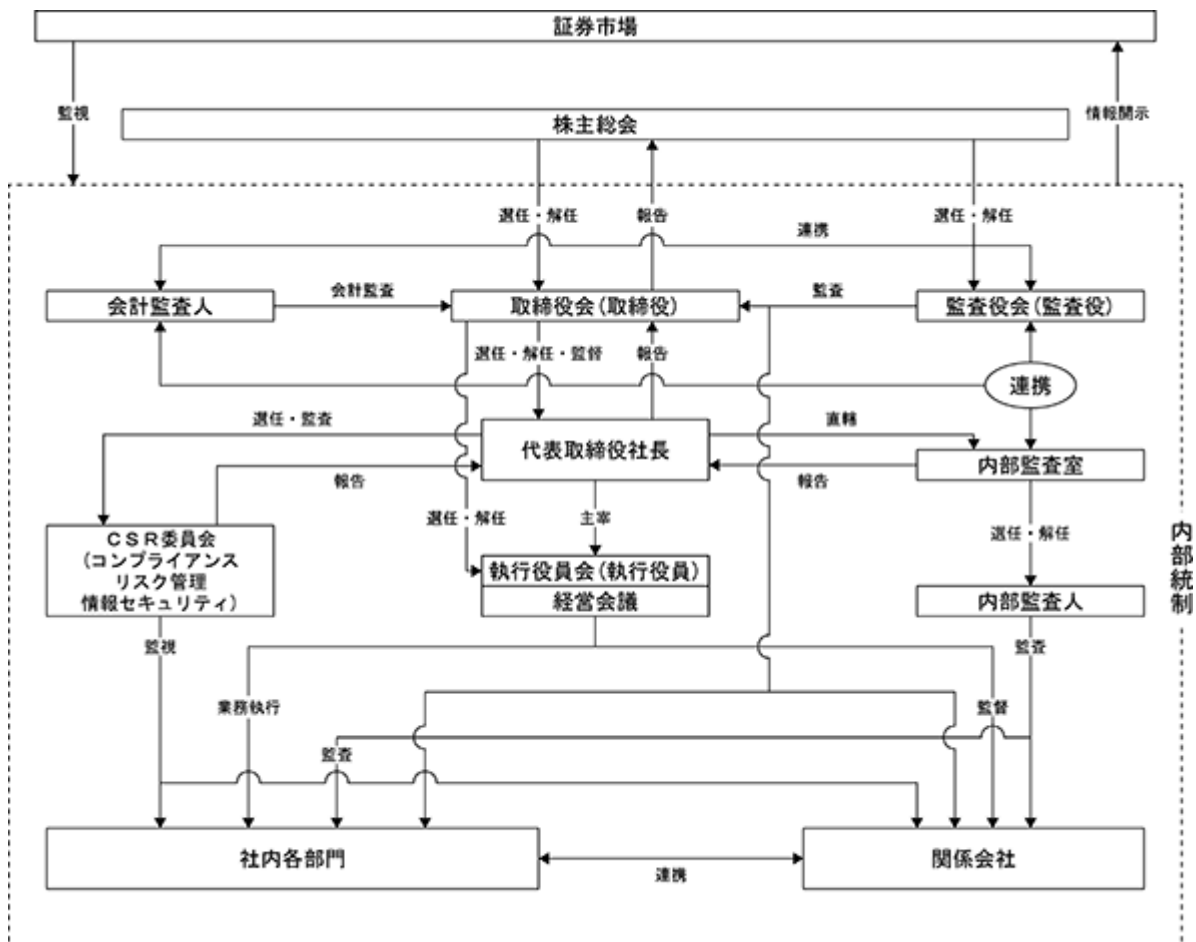 証券市場
監視
情報開示
株主総会
選任・解任
報告
選任・解任
連携
会計監査人
会計監査
取締役会(取締役)
監査
監査役会(監査役)
選任・解任・監督
報告
連携
選任・監査
代表取締役社長
直轄
内部監査室
報告
報告
選任・解任
主宰
選任・解任
CSR委員会
(コンプライアンス
リスク管理
情報セキュリティ)
執行役員会(執行役員)
経営会議
内部監査人
内部統制
監視
監査
業務執行
監督
監査
社内各部門
連携
関係会社